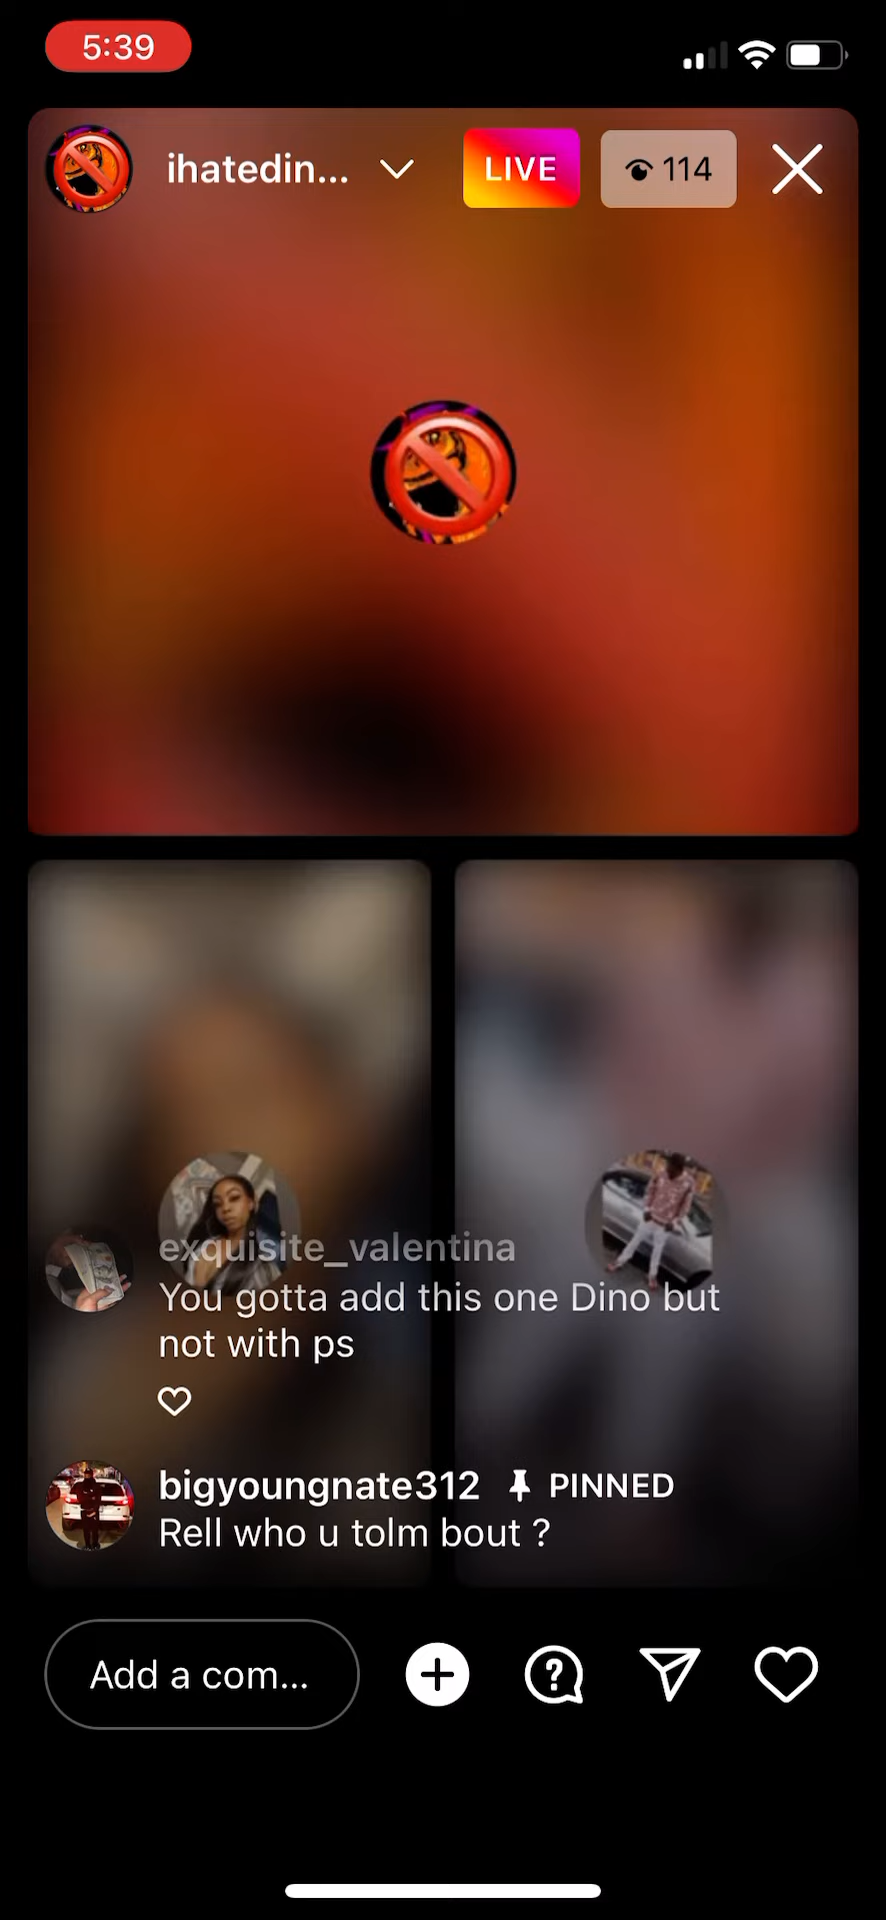 5:39
ihatedin...
LIVE
114
exquisite_valentina
You gotta add this one Dino but
not with ps
bigyoungnate312 PINNED
Rell who u tolm bout ?
Add a com...